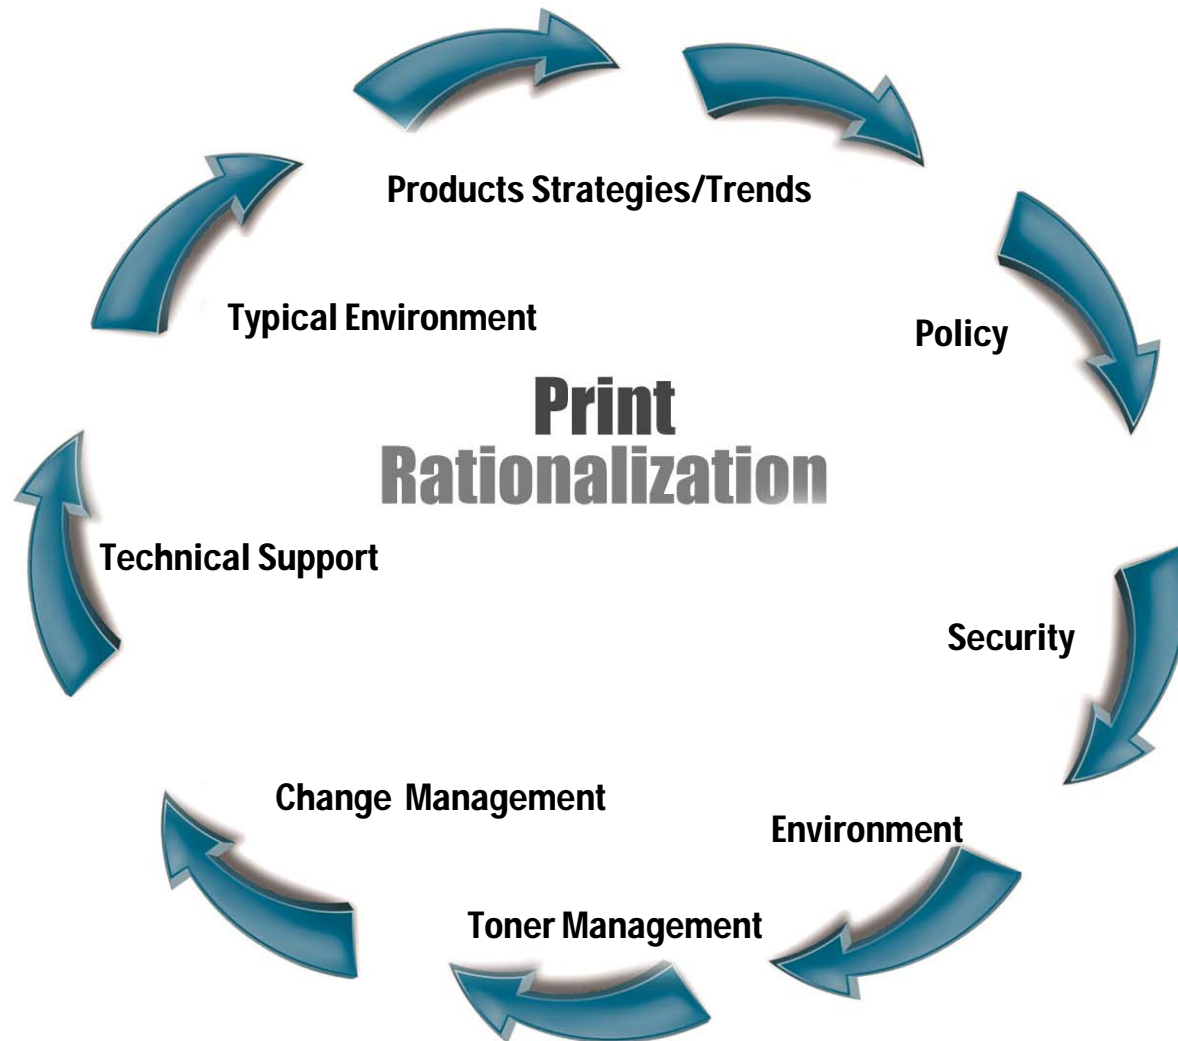 Products Strategies/Trends
Typical Environment
Policy
Print
Rationalization
Technical Support
Security
Change Management
Environment
Toner Management